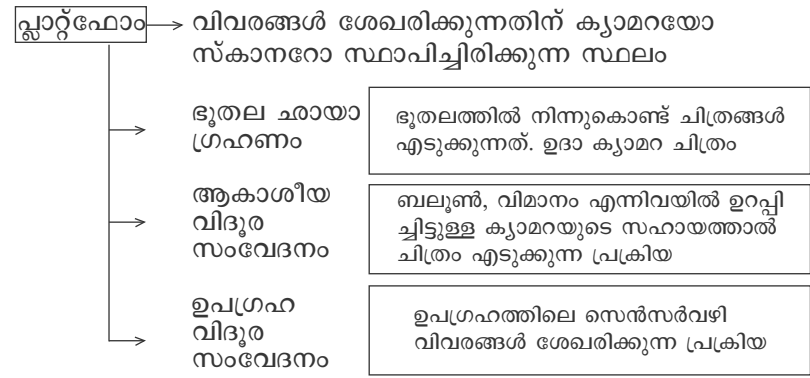 പ്ലാറ്റ്ഫോം വിവരങ്ങൾ ശേഖരിക്കുന്നതിന് ക്യാമറയോ
സ്കാനറോ സ്ഥാപിച്ചിരിക്കുന്ന സ്ഥലം
ഭൂതല ഛായാ
ഗ്രഹണം
ഭൂതലത്തിൽ നിന്നുകൊണ്ട് ചിത്രങ്ങൾ
എടുക്കുന്നത്. ഉദാ ക്യാമറ ചിത്രം
ആകാശീയ
വിദൂര
സംവേദനം
ബലൂൺ, വിമാനം എന്നിവയിൽ ഉറപ്പി
ച്ചിട്ടുള്ള ക്യാമറയുടെ സഹായത്താൽ
ചിത്രം എടുക്കുന്ന പ്രക്രിയ
ഉപഗ്രഹ
വിദൂര
സംവേദനം
ഉപഗ്രഹത്തിലെ സെൻസർവഴി
വിവരങ്ങൾ ശേഖരിക്കുന്ന പ്രക്രിയ